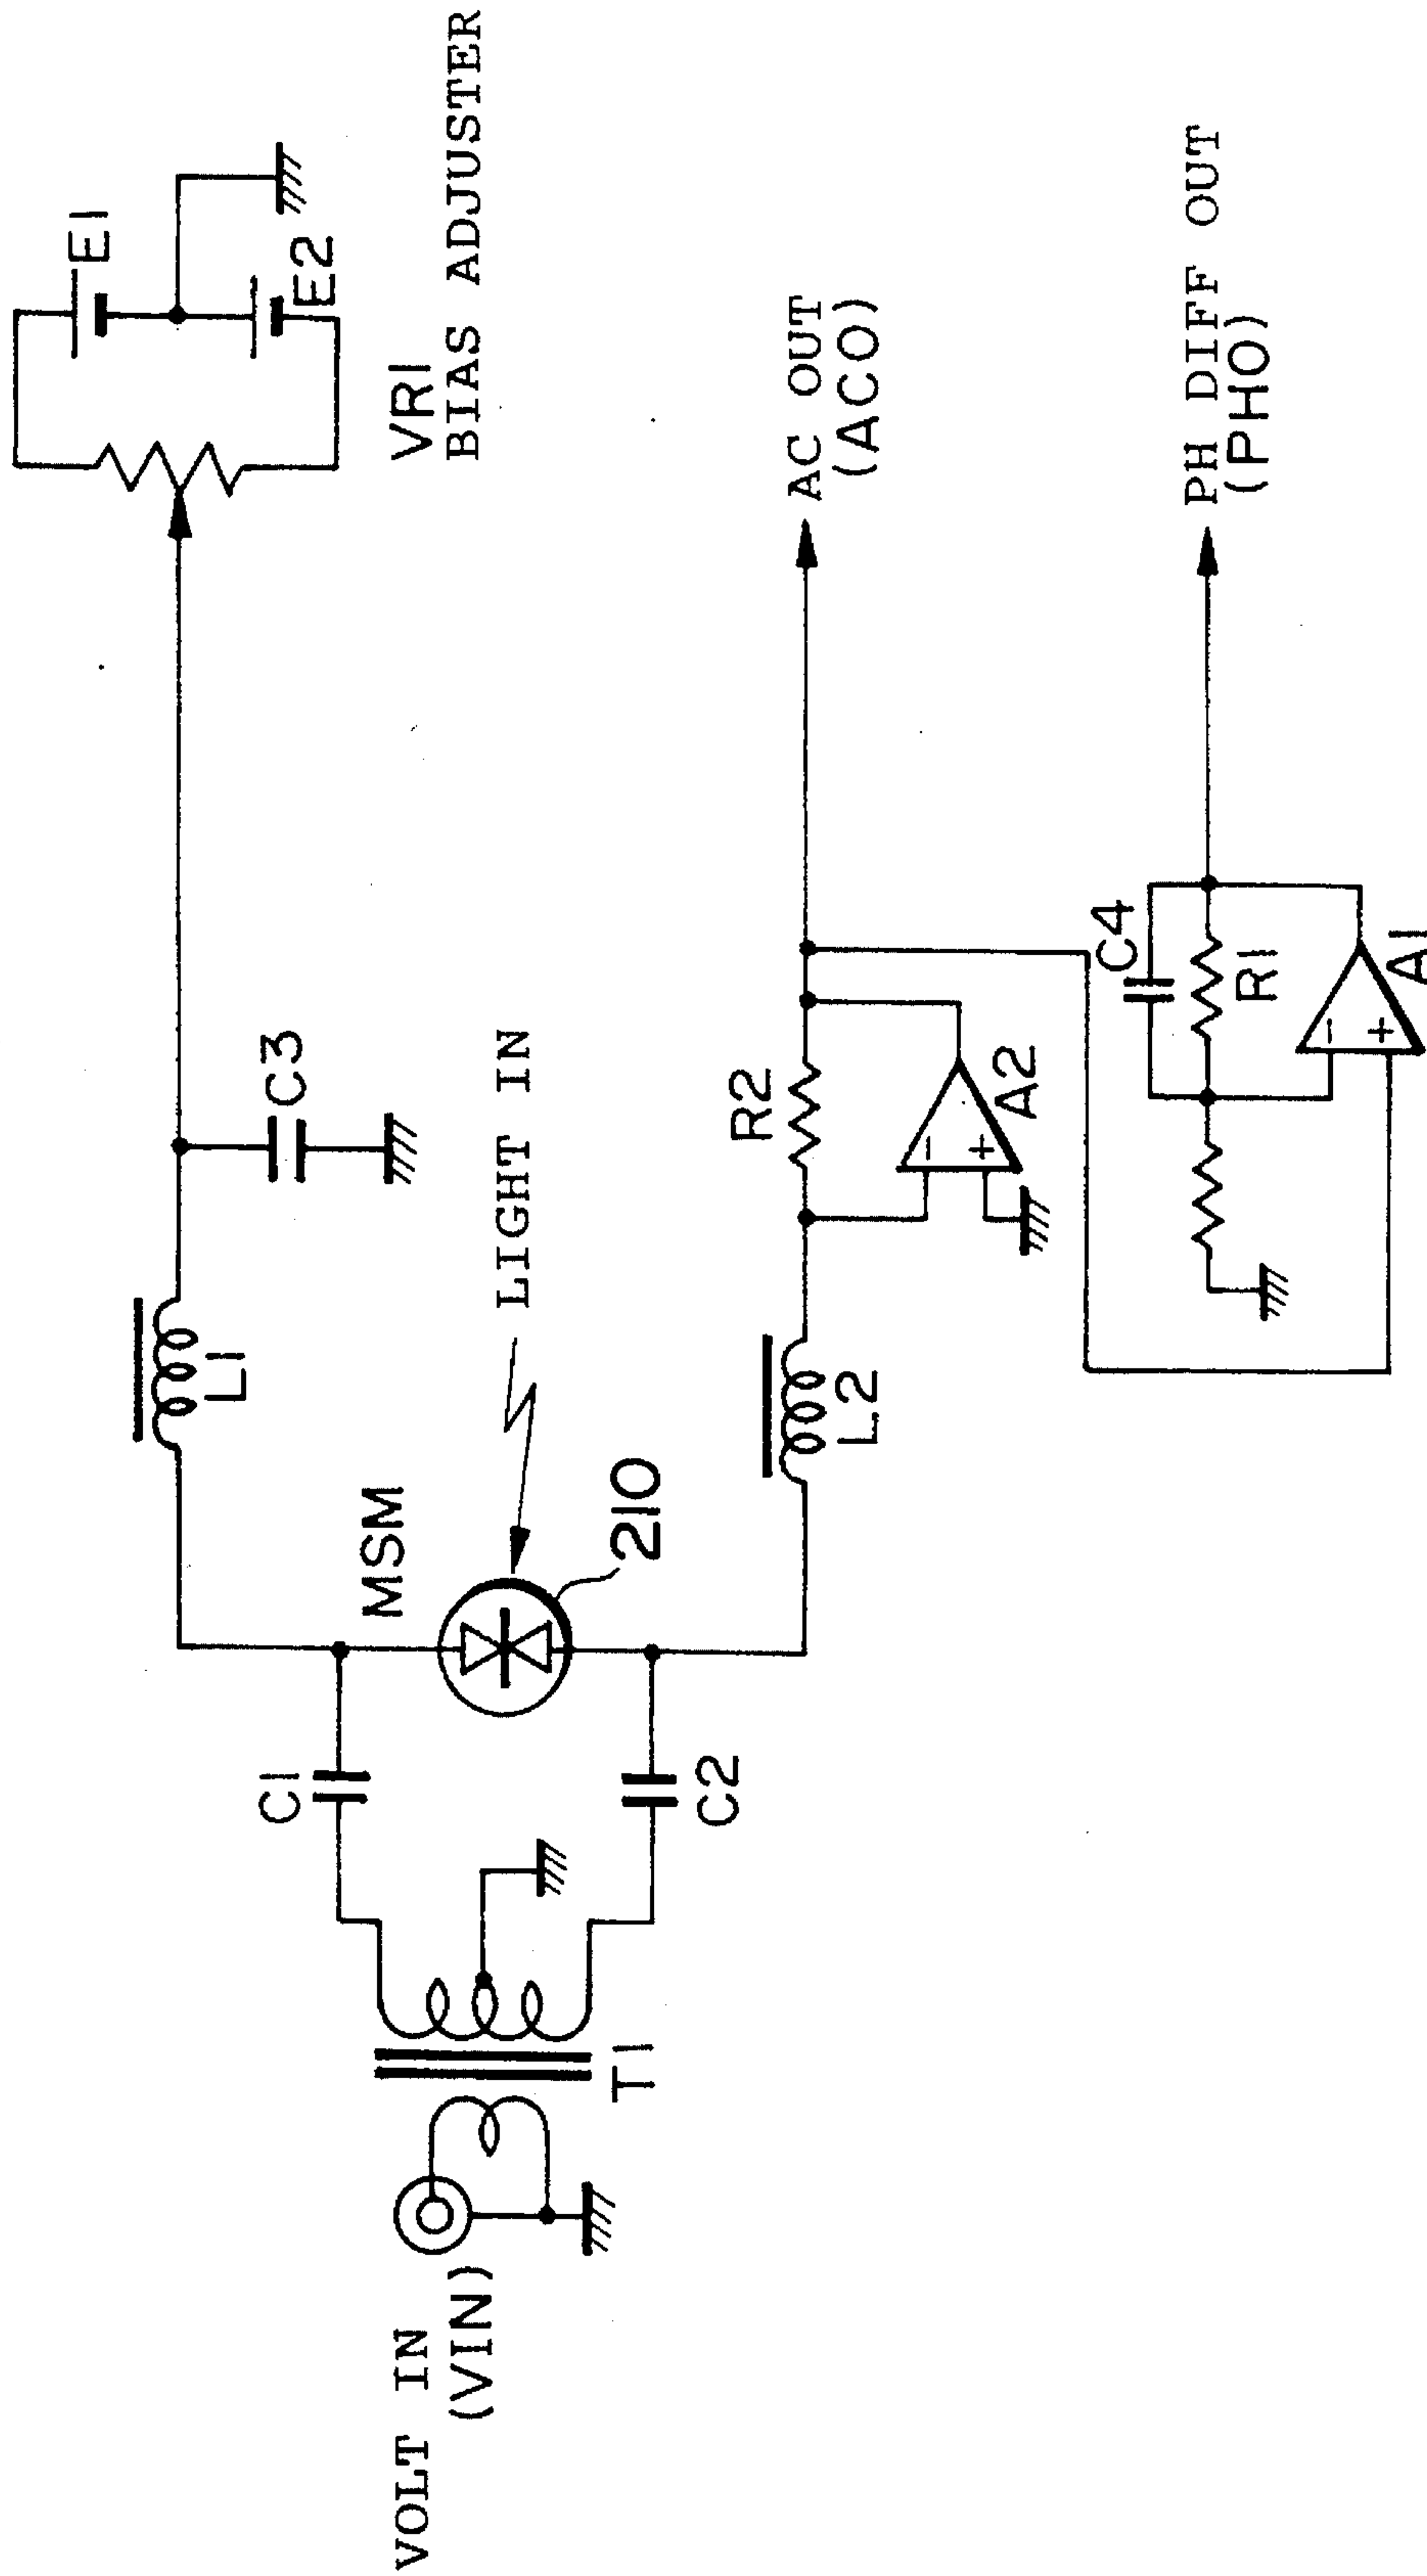 VOLT IN
(VIN)
T1
C1
C2
MSM
210
LIGHT IN
L1
L2
C3
R2
A2
C4
R1
A1
E1
E2
VR1
BIAS ADJUSTER
AC OUT
(ACO)
PH DIFF OUT
(PHO)
−
+
−
+